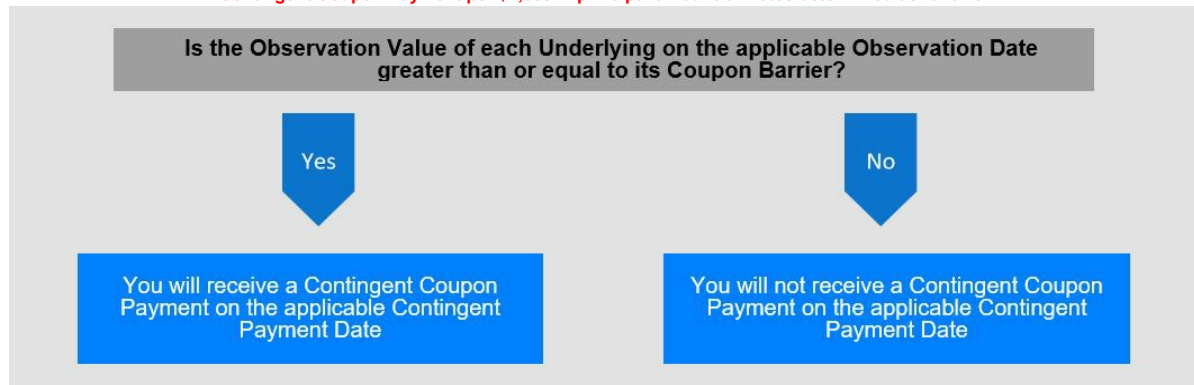 Is the Observation Value of each Underlying on the applicable Observation Date
greater than or equal to its Coupon Barrier?
Yes
No
You will receive a Contingent Coupon
Payment on the applicable Contingent
Payment Date
You will not receive a Contingent Coupon
Payment on the applicable Contingent
Payment Date